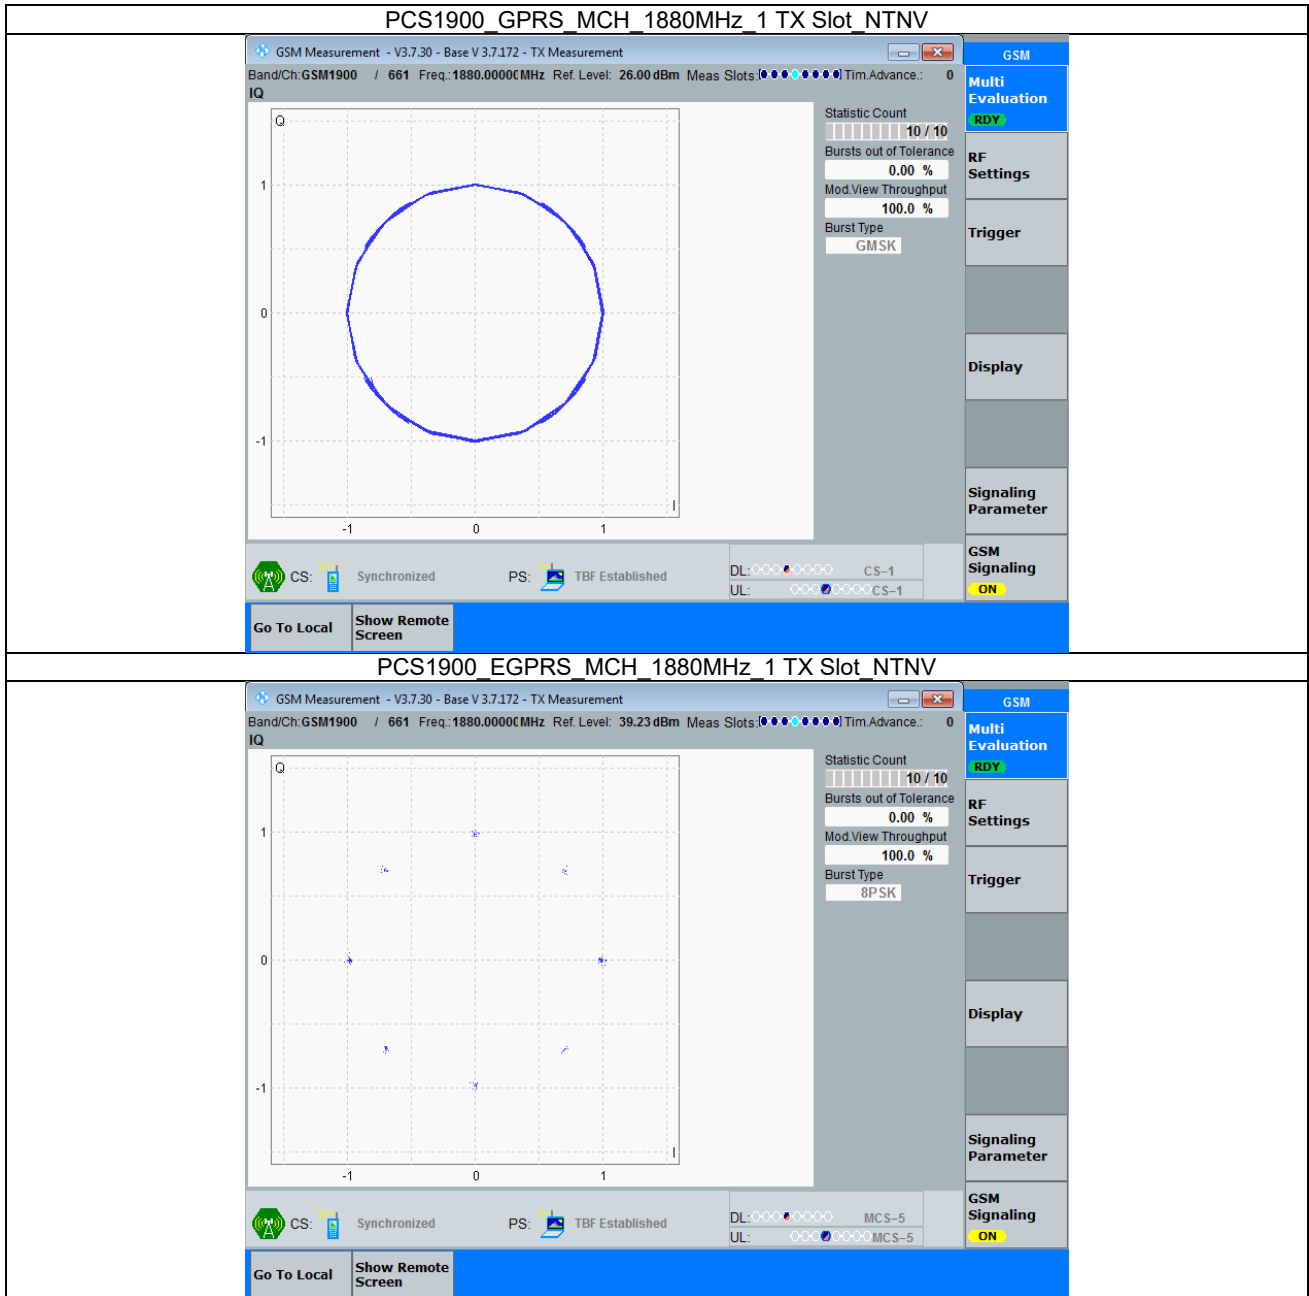 PCS1900_GPRS_MCH_1880MHz_1 TX Slot_NTNV
GSM Measurement - V3.7.30 - Base V 3.7.172 - TX Measurement
GSM
Band/Ch:GSM1900 / 661 Freq.:1880.00000MHz Ref. Level: 26.00 dBm Meas Slots: Tim.Advance.: 0
IQ
Multi
Evaluation
RDY
Q
Statistic Count
10 / 10
Bursts out of Tolerance
0.00 %
Mod.View Throughput
100.0 %
Burst Type
GMSK
RF
Settings
Trigger
1
0
-1
I
-1 0 1
Display
Signaling
Parameter
GSM
Signaling
ON
CS: Synchronized PS: TBF Established
DL: CS-1
UL: CS-1
Go To Local
Show Remote
Screen
PCS1900_EGPRS_MCH_1880MHz_1 TX Slot_NTNV
GSM Measurement - V3.7.30 - Base V 3.7.172 - TX Measurement
GSM
Band/Ch:GSM1900 / 661 Freq.:1880.00000MHz Ref. Level: 39.23 dBm Meas Slots: Tim.Advance.: 0
IQ
Multi
Evaluation
RDY
Q
Statistic Count
10 / 10
Bursts out of Tolerance
0.00 %
Mod.View Throughput
100.0 %
Burst Type
8PSK
RF
Settings
Trigger
1
0
-1
I
-1 0 1
Display
Signaling
Parameter
GSM
Signaling
ON
CS: Synchronized PS: TBF Established
DL: MCS-5
UL: MCS-5
Go To Local
Show Remote
Screen